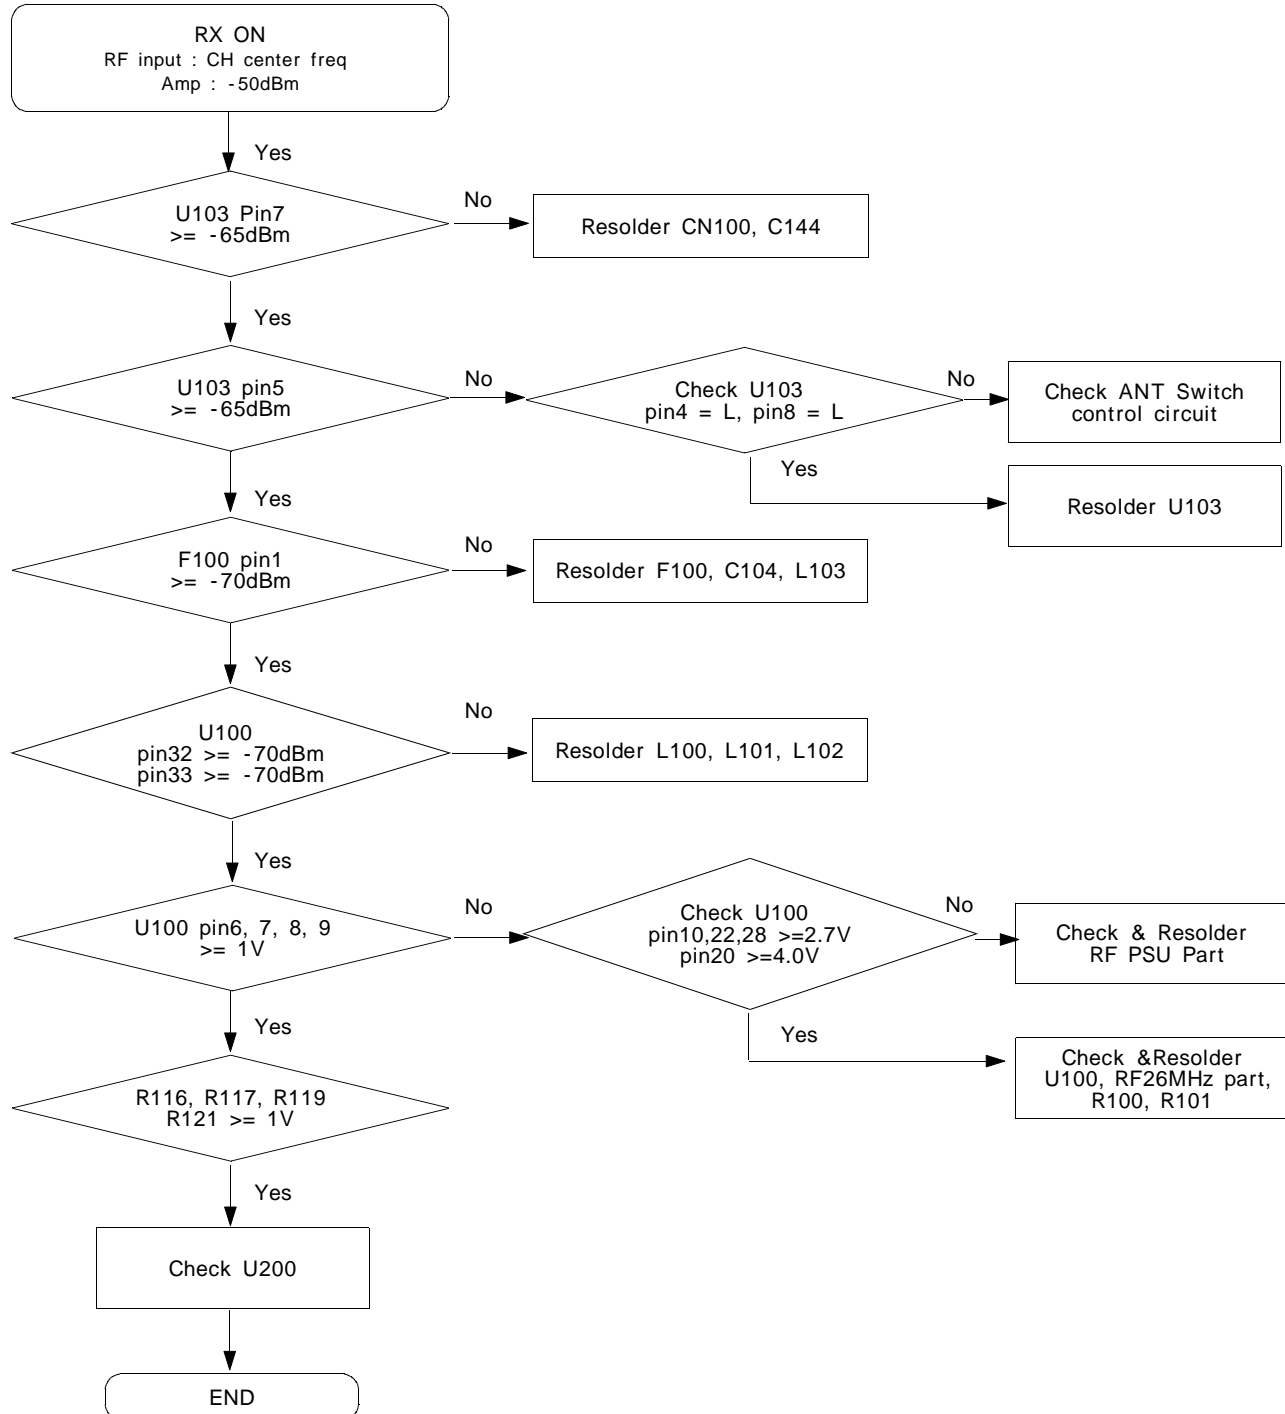 RX ON
RF input : CH center freq
Amp : -50dBm
Yes
U103 Pin7
>= -65dBm
No
Resolder CN100, C144
Yes
U103 pin5
>= -65dBm
No
Check U103
pin4 = L, pin8 = L
No
Check ANT Switch
control circuit
Yes
Resolder U103
Yes
F100 pin1
>= -70dBm
No
Resolder F100, C104, L103
Yes
U100
pin32 >= -70dBm
pin33 >= -70dBm
No
Resolder L100, L101, L102
Yes
U100 pin6, 7, 8, 9
>= 1V
No
Check U100
pin10,22,28 >=2.7V
pin20 >=4.0V
No
Check & Resolder
RF PSU Part
Yes
Check &Resolder
U100, RF26MHz part,
R100, R101
Yes
R116, R117, R119
R121 >= 1V
Yes
Check U200
END